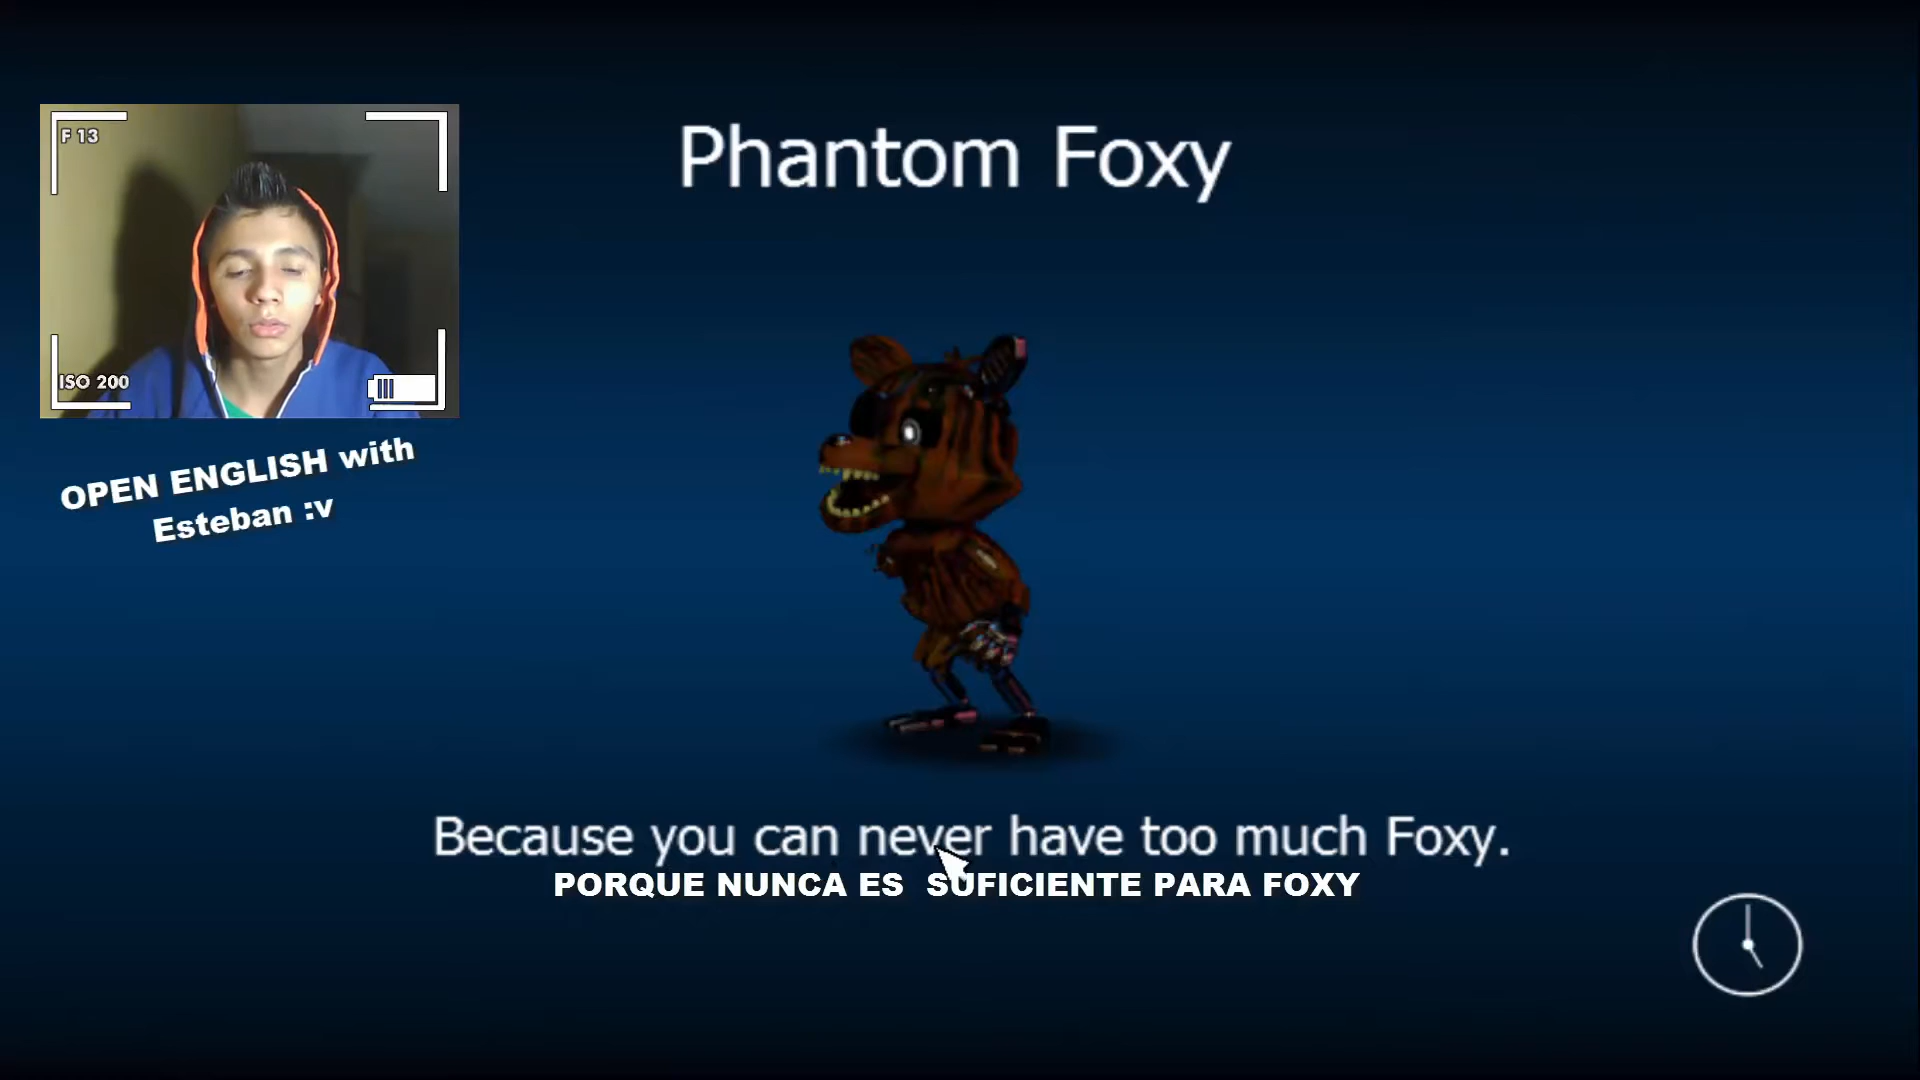 Phantom Foxy
F 13
ISO 200
OPEN ENGLISH with
Esteban :v
Because you can never have too much Foxy.
PORQUE NUNCA ES SUFICIENTE PARA FOXY